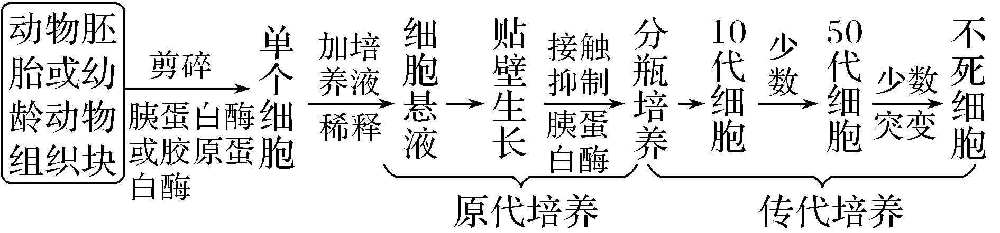 动物胚
胎或幼
龄动物
组织块
剪碎
胰蛋白酶
或胶原蛋
白酶
单个细胞
加培
养液
稀释
细胞悬液
贴壁生长
接触
抑制
胰蛋
白酶
分瓶培养
10代细胞
少数
50代细胞
少数
突变
不死细胞
原代培养
传代培养